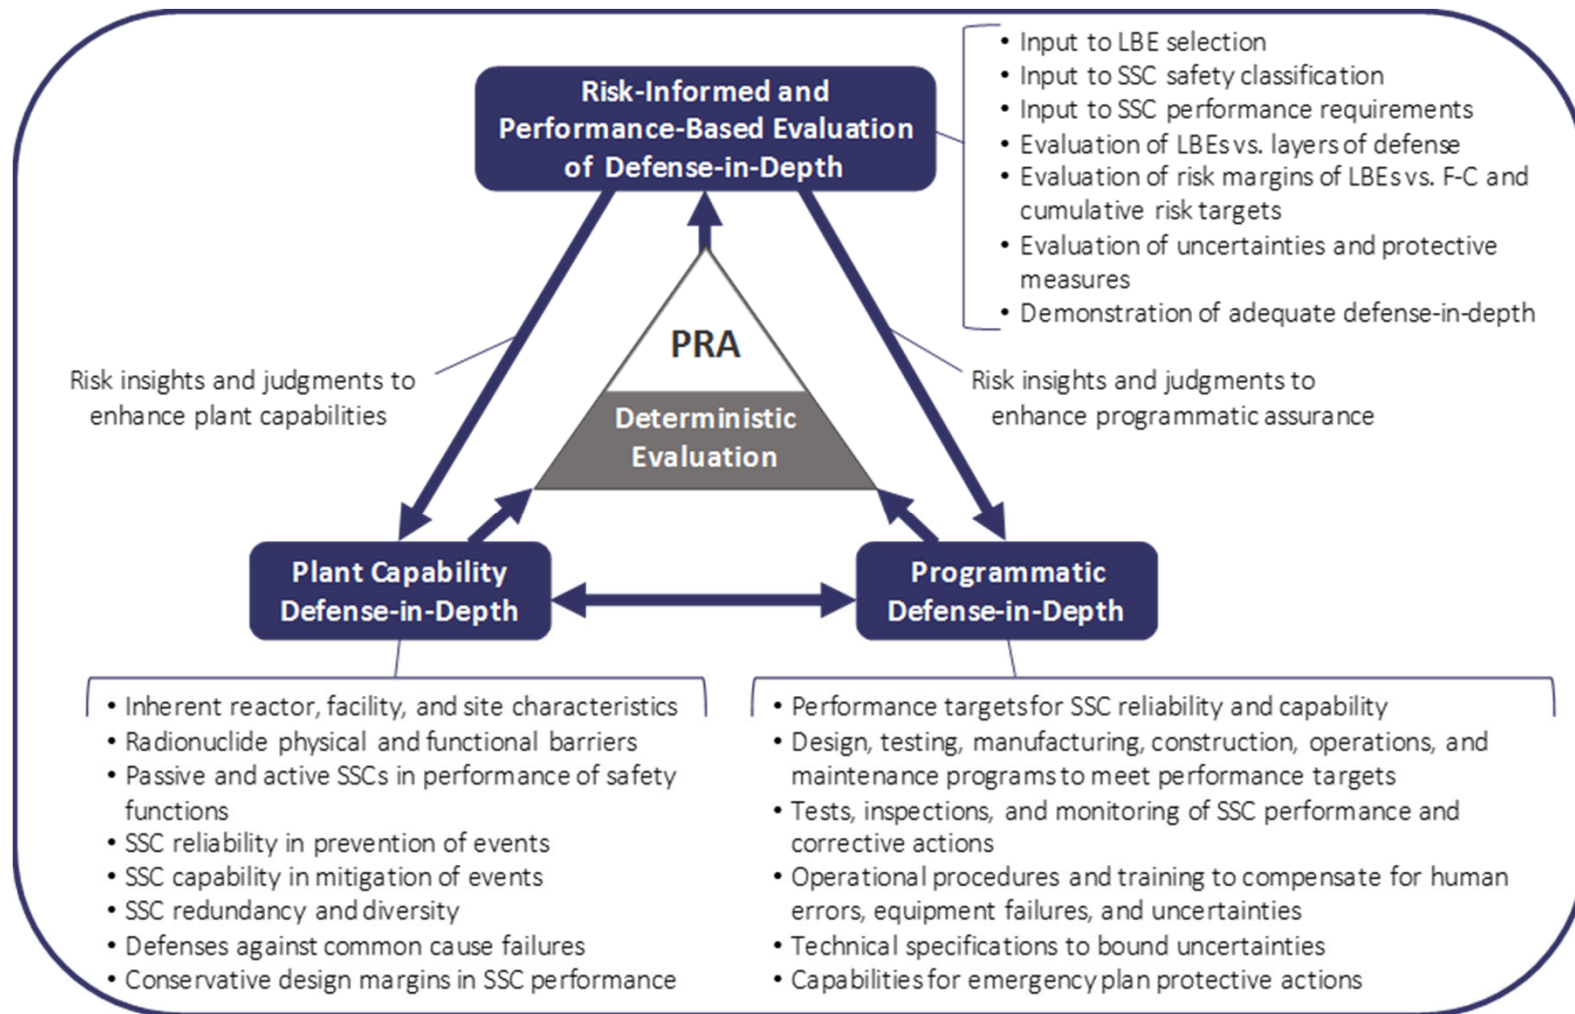 Risk-Informed and
Performance-Based Evaluation
of Defense-in-Depth
• Input to LBE selection
• Input to SSC safety classification
• Input to SSC performance requirements
• Evaluation of LBEs vs. layers of defense
• Evaluation of risk margins of LBEs vs. F-C and
cumulative risk targets
• Evaluation of uncertainties and protective
measures
• Demonstration of adequate defense-in-depth
PRA
Deterministic
Evaluation
Risk insights and judgments to
enhance plant capabilities
Risk insights and judgments to
enhance programmatic assurance
Plant Capability
Defense-in-Depth
Programmatic
Defense-in-Depth
• Inherent reactor, facility, and site characteristics
• Radionuclide physical and functional barriers
• Passive and active SSCs in performance of safety
functions
• SSC reliability in prevention of events
• SSC capability in mitigation of events
• SSC redundancy and diversity
• Defenses against common cause failures
• Conservative design margins in SSC performance
• Performance targets for SSC reliability and capability
• Design, testing, manufacturing, construction, operations, and
maintenance programs to meet performance targets
• Tests, inspections, and monitoring of SSC performance and
corrective actions
• Operational procedures and training to compensate for human
errors, equipment failures, and uncertainties
• Technical specifications to bound uncertainties
• Capabilities for emergency plan protective actions